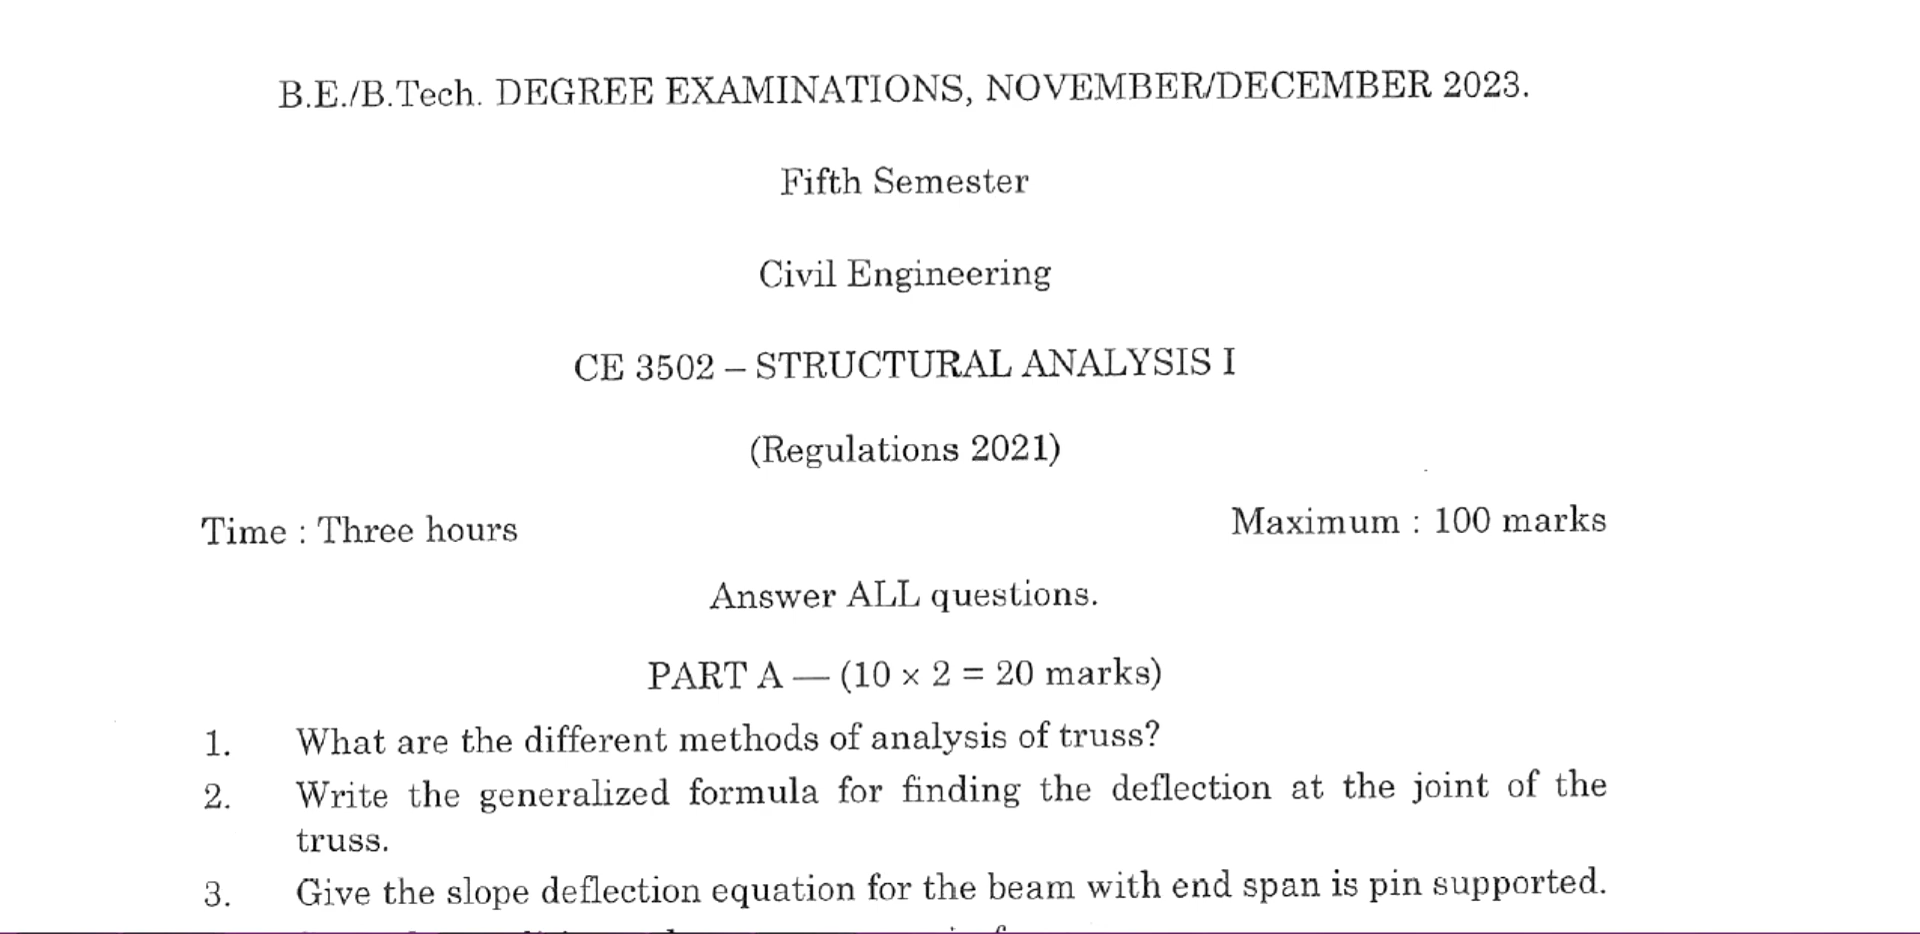 B.E./B.Tech. DEGREE EXAMINATIONS, NOVEMBER/DECEMBER 2023.
Fifth Semester
Civil Engineering
CE 3502 – STRUCTURAL ANALYSIS I
(Regulations 2021)
Time : Three hours Maximum : 100 marks
Answer ALL questions.
PART A — (10 × 2 = 20 marks)
1. What are the different methods of analysis of truss?
2. Write the generalized formula for finding the deflection at the joint of the
truss.
3. Give the slope deflection equation for the beam with end span is pin supported.